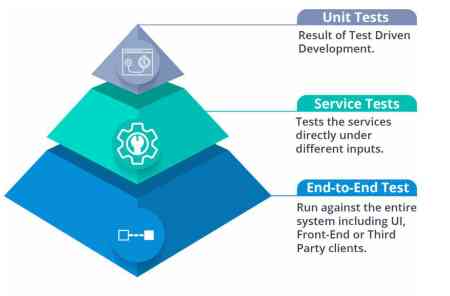 Unit Tests
Result of Test Driven
Development.
Service Tests
Tests the services
directly under
different inputs.
End-to-End Test
Run against the entire
system including UI,
Front-End or Third
Party clients.